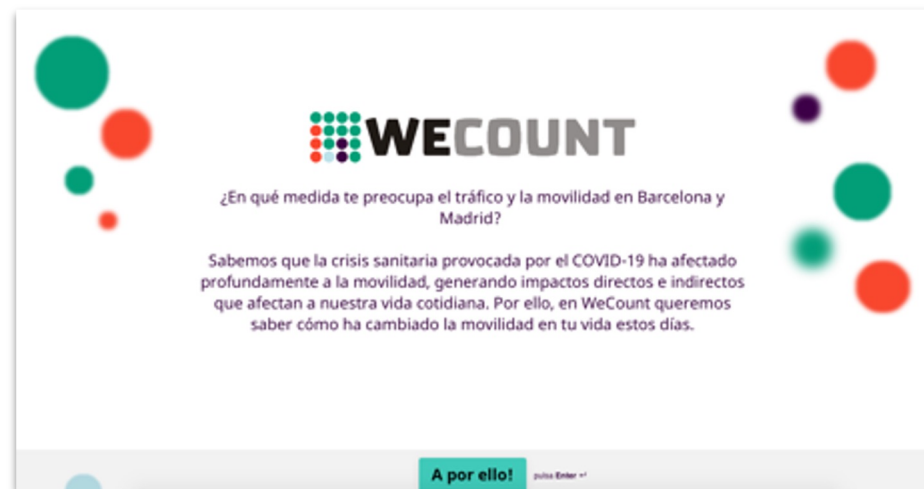 WECOUNT
¿En qué medida te preocupa el tráfico y la movilidad en Barcelona y
Madrid?
Sabemos que la crisis sanitaria provocada por el COVID-19 ha afectado
profundamente a la movilidad, generando impactos directos e indirectos
que afectan a nuestra vida cotidiana. Por ello, en WeCount queremos
saber cómo ha cambiado la movilidad en tu vida estos días.
A por ello! pulsa Enter ↵